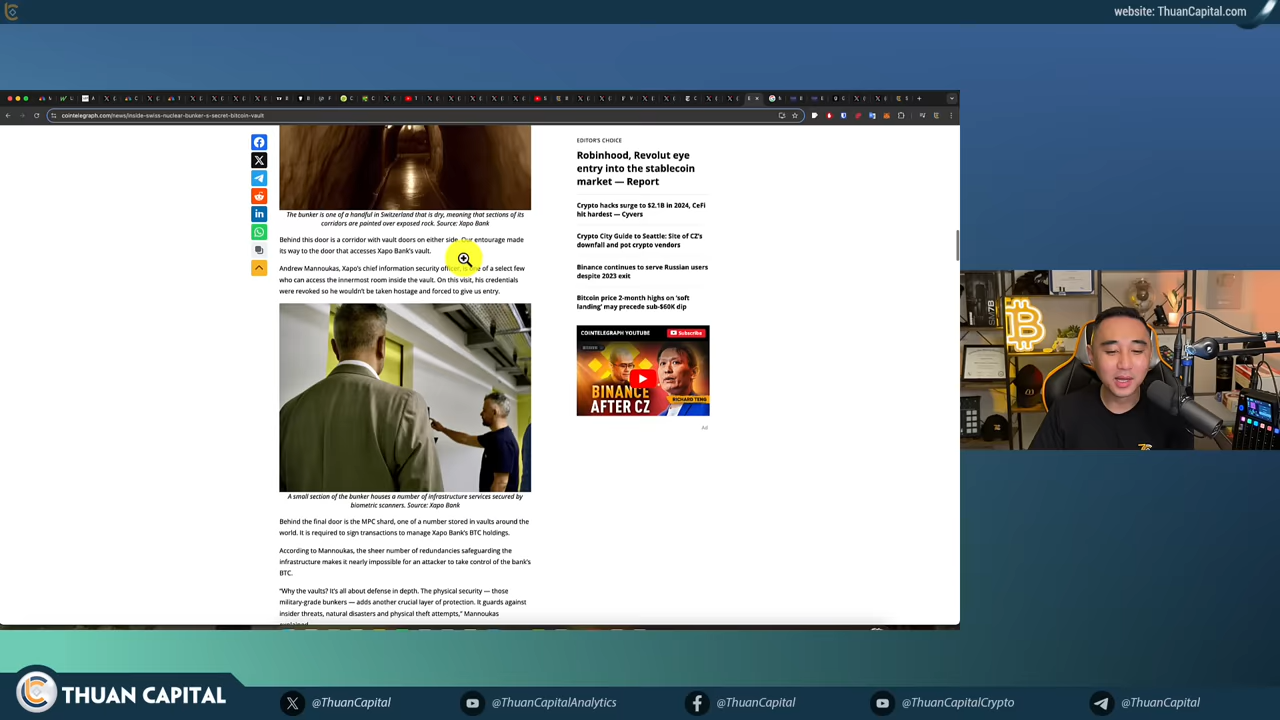 website: ThuanCapital.com
cointelegraph.com/news/inside-swiss-nuclear-bunker-s-secret-bitcoin-vault
The bunker is one of a handful in Switzerland that is dry, meaning that sections of its
corridors are painted over exposed rock. Source: Xapo Bank
Behind this door is a corridor with vault doors on either side. Our entourage made
its way to the door that accesses Xapo Bank's vault.
Andrew Mannoukas, Xapo's chief information security officer, is one of a select few
who can access the innermost room inside the vault. On this visit, his credentials
were revoked so he wouldn't be taken hostage and forced to give us entry.
A small section of the bunker houses a number of infrastructure services secured by
biometric scanners. Source: Xapo Bank
Behind the final door is the MPC shard, one of a number stored in vaults around the
world. It is required to sign transactions to manage Xapo Bank's BTC holdings.
According to Mannoukas, the sheer number of redundancies safeguarding the
infrastructure makes it nearly impossible for an attacker to take control of the bank's
BTC.
"Why the vaults? It's all about defense in depth. The physical security — those
military-grade bunkers — adds another crucial layer of protection. It guards against
insider threats, natural disasters and physical theft attempts," Mannoukas
EDITOR'S CHOICE
Robinhood, Revolut eye
entry into the stablecoin
market — Report
Crypto hacks surge to $2.1B in 2024, CeFi
hit hardest — Cyvers
Crypto City Guide to Seattle: Site of CZ's
downfall and pot crypto vendors
Binance continues to serve Russian users
despite 2023 exit
Bitcoin price 2-month highs on 'soft
landing' may precede sub-$60K dip
COINTELEGRAPH YOUTUBE
Subscribe
BINANCE
AFTER CZ
RICHARD TENG
Ad
SM7B
THUAN CAPITAL
@ThuanCapital
@ThuanCapitalAnalytics
@ThuanCapital
@ThuanCapitalCrypto
@ThuanCapital